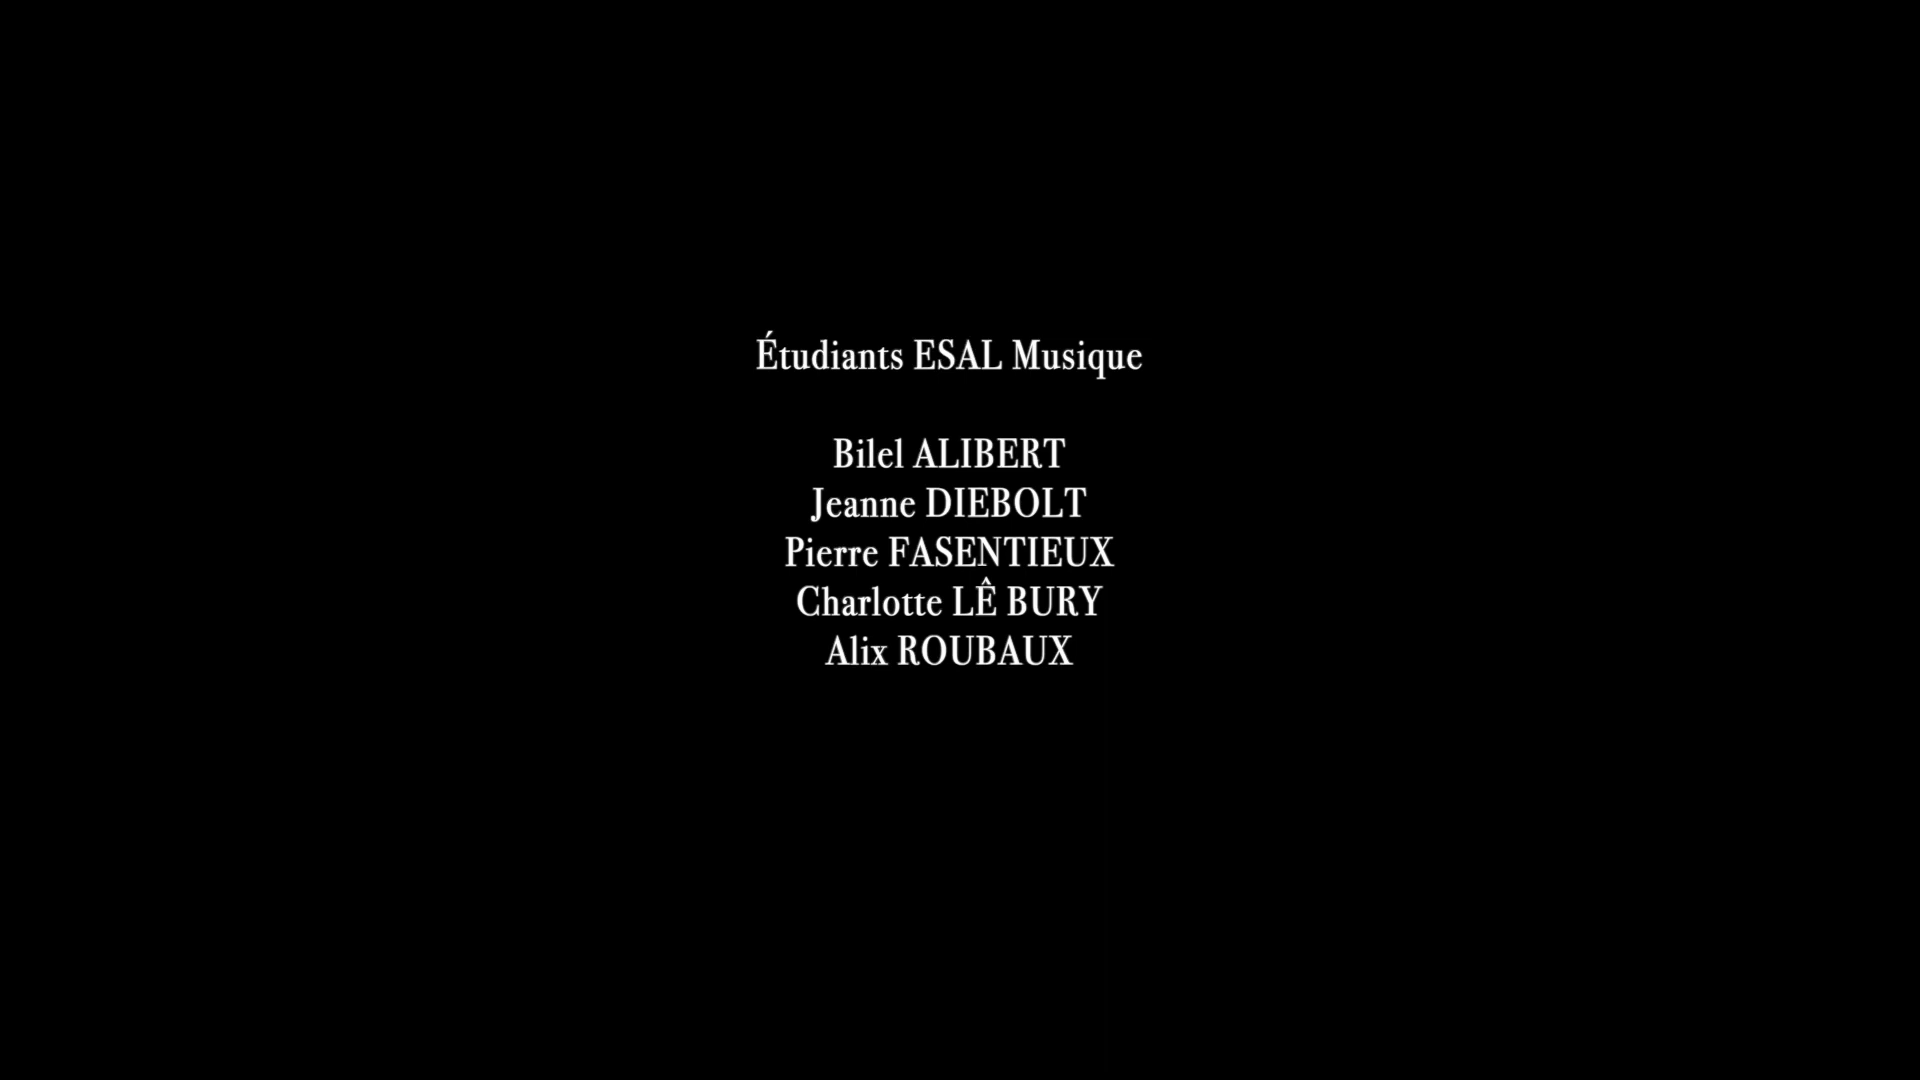 Étudiants ESAL Musique
Bilel ALIBERT
Jeanne DIEBOLT
Pierre FASENTIEUX
Charlotte LÊ BURY
Alix ROUBAUX